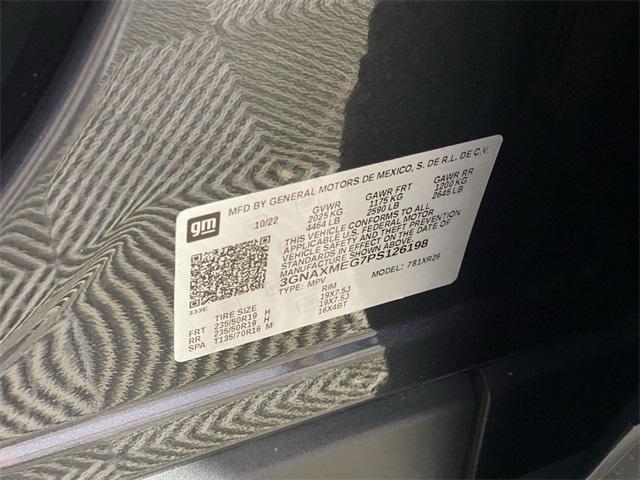 gm
MFD BY GENERAL MOTORS DE MEXICO, S. DE R.L. DE C.V.
10/22 GVWR GAWR FRT GAWR RR
2025 KG 1175 KG 1200 KG
4464 LB 2590 LB 2645 LB
THIS VEHICLE CONFORMS TO ALL
APPLICABLE U.S. FEDERAL MOTOR
VEHICLE SAFETY AND THEFT PREVENTION
STANDARDS IN EFFECT ON THE DATE OF
MANUFACTURE SHOWN ABOVE
3GNAXMEG7PS126198
TYPE: MPV MODEL: 781XR26
333E
TIRE SIZE RIM
FRT 235/50R19 H 19X7.5J
RR 235/50R19 H 19X7.5J
SPA T135/70R16 M 16X4BT